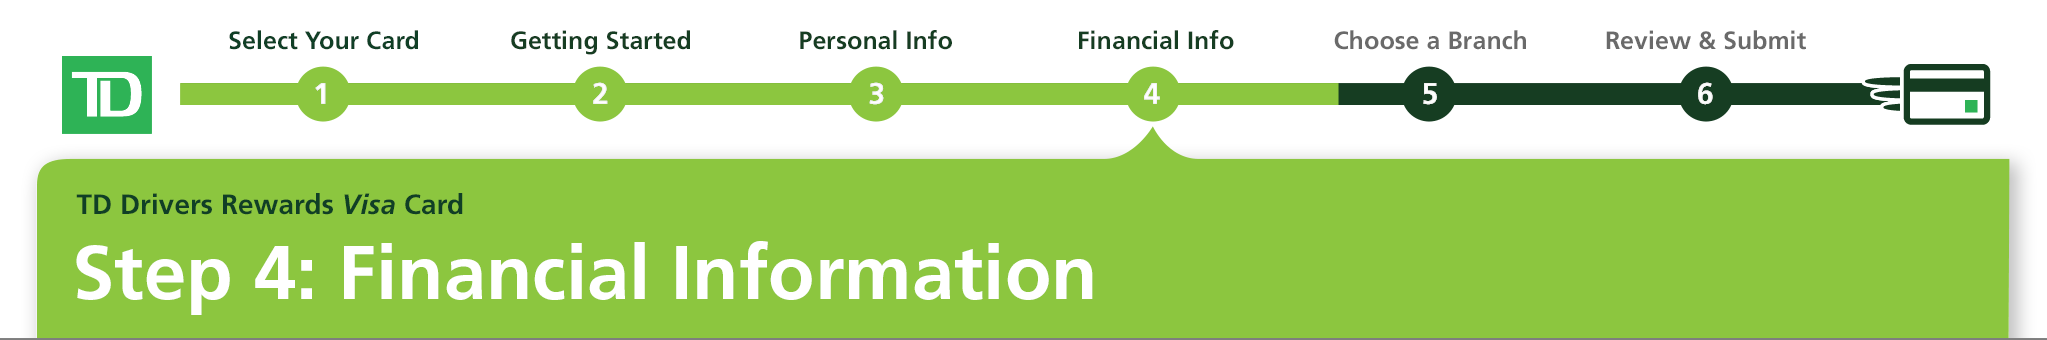 Select Your Card
Getting Started
Personal Info
Financial Info
Choose a Branch
Review & Submit
TD
1
2
3
4
5
6
TD Drivers Rewards Visa Card
Step 4: Financial Information